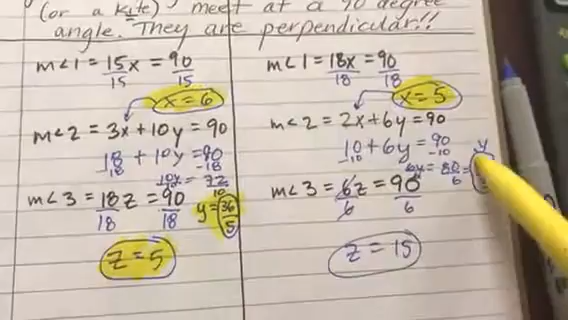 (or a kite) meet at a 90 degree
angle. They are perpendicular!!
m<1 = 15x = 90
15 15
x = 6
m<2 = 3x + 10y = 90
18 + 10y = 90
-18 -18
10y = 72
10 10
m<3 = 18z = 90
18 18
y = 36/5
z = 5
m<1 = 18x = 90
18 18
x = 5
m<2 = 2x + 6y = 90
10 + 6y = 90
-10 -10
6y = 80
6
y
m<3 = 6z = 90
6 6
z = 15